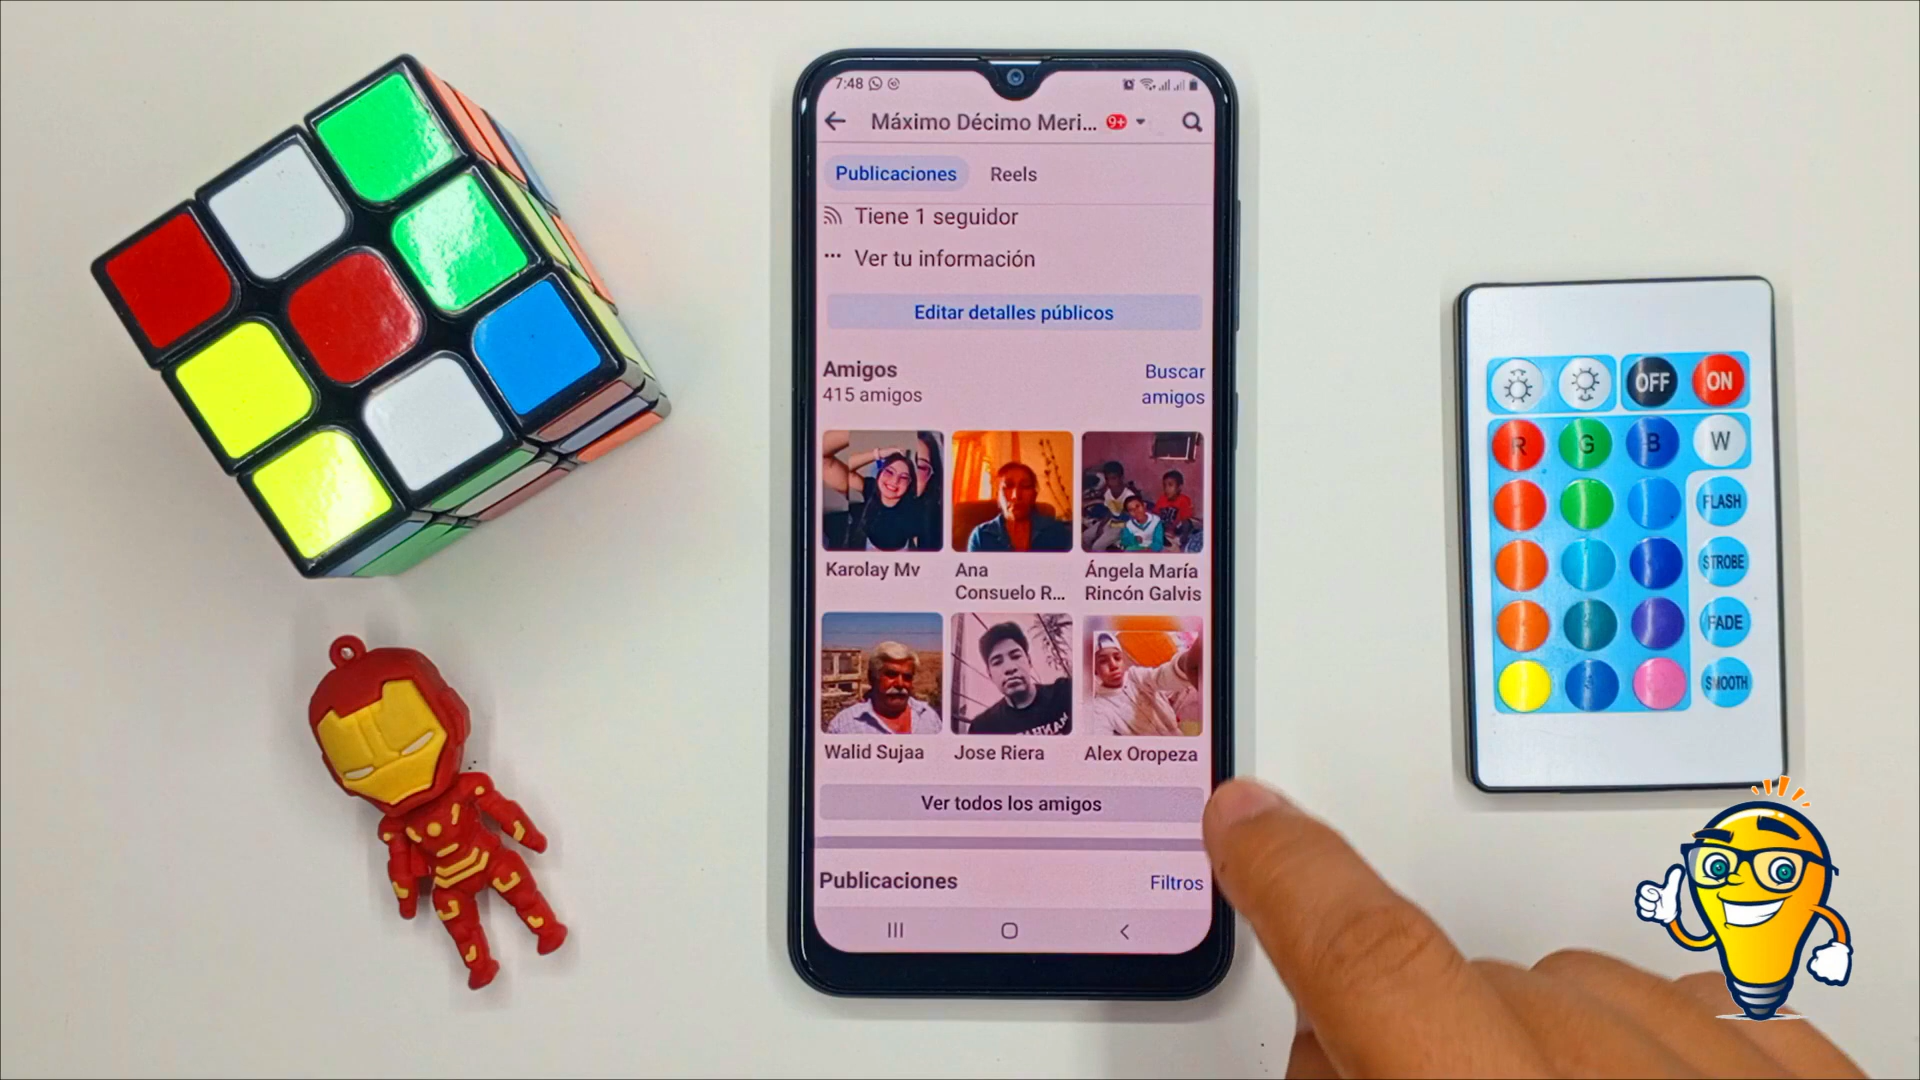 7:48
Máximo Décimo Meri... 9+
Publicaciones Reels
Tiene 1 seguidor
Ver tu información
Editar detalles públicos
Amigos
415 amigos
Buscar
amigos
Karolay Mv
Ana
Consuelo R...
Ángela María
Rincón Galvis
Walid Sujaa
Jose Riera
Alex Oropeza
Ver todos los amigos
Publicaciones
Filtros
OFF ON
R G B W
FLASH
STROBE
FADE
SMOOTH